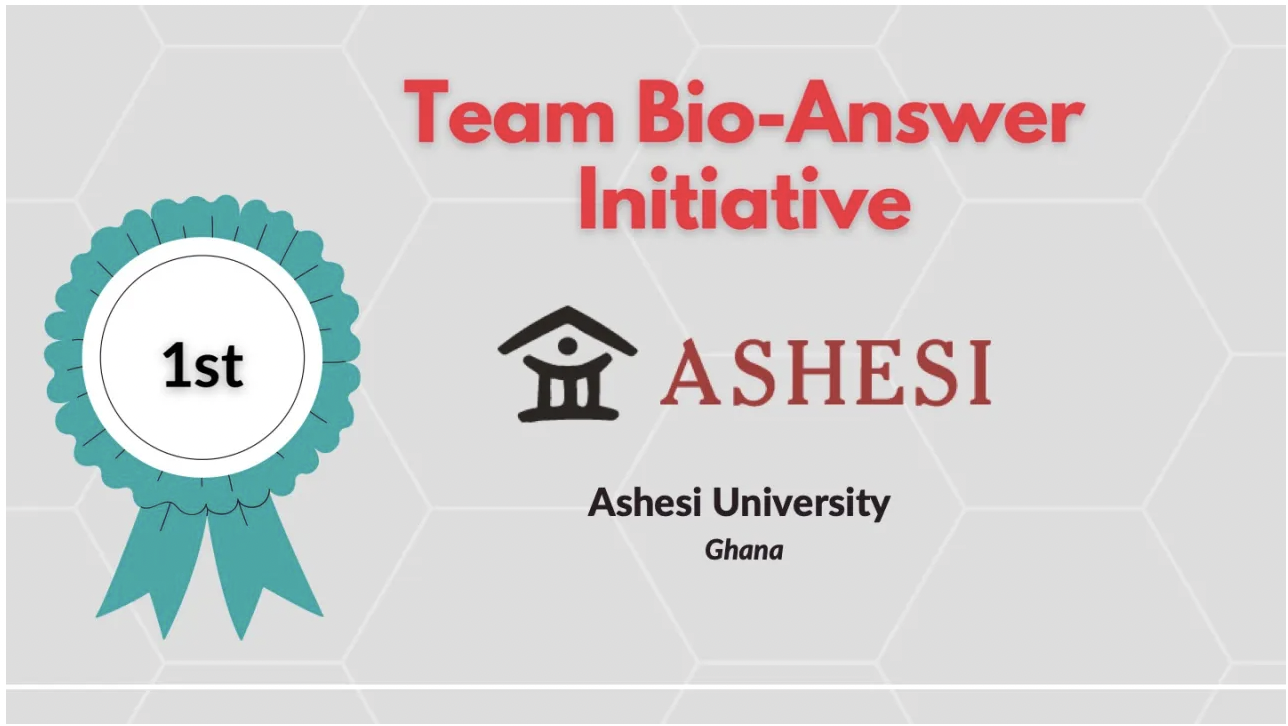 Team Bio-Answer
Initiative
1st
ASHESI
Ashesi University
Ghana